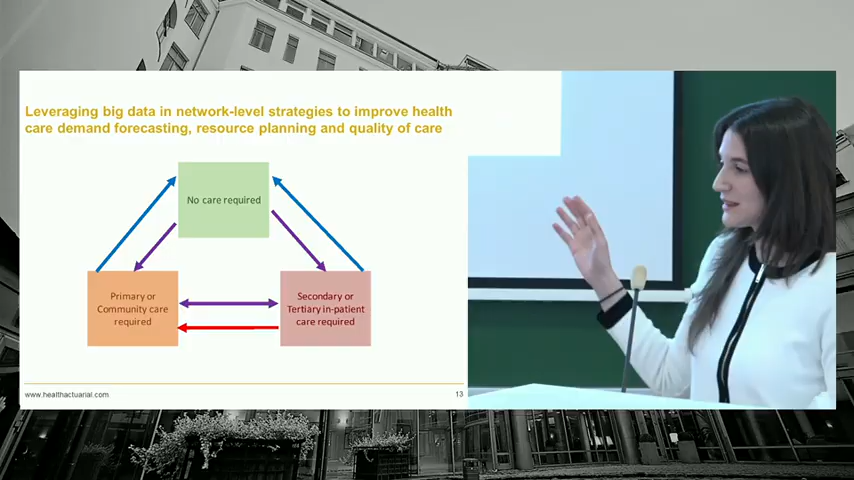 Leveraging big data in network-level strategies to improve health
care demand forecasting, resource planning and quality of care
No care required
Primary or
Community care
required
Secondary or
Tertiary in-patient
care required
www.healthactuarial.com
13